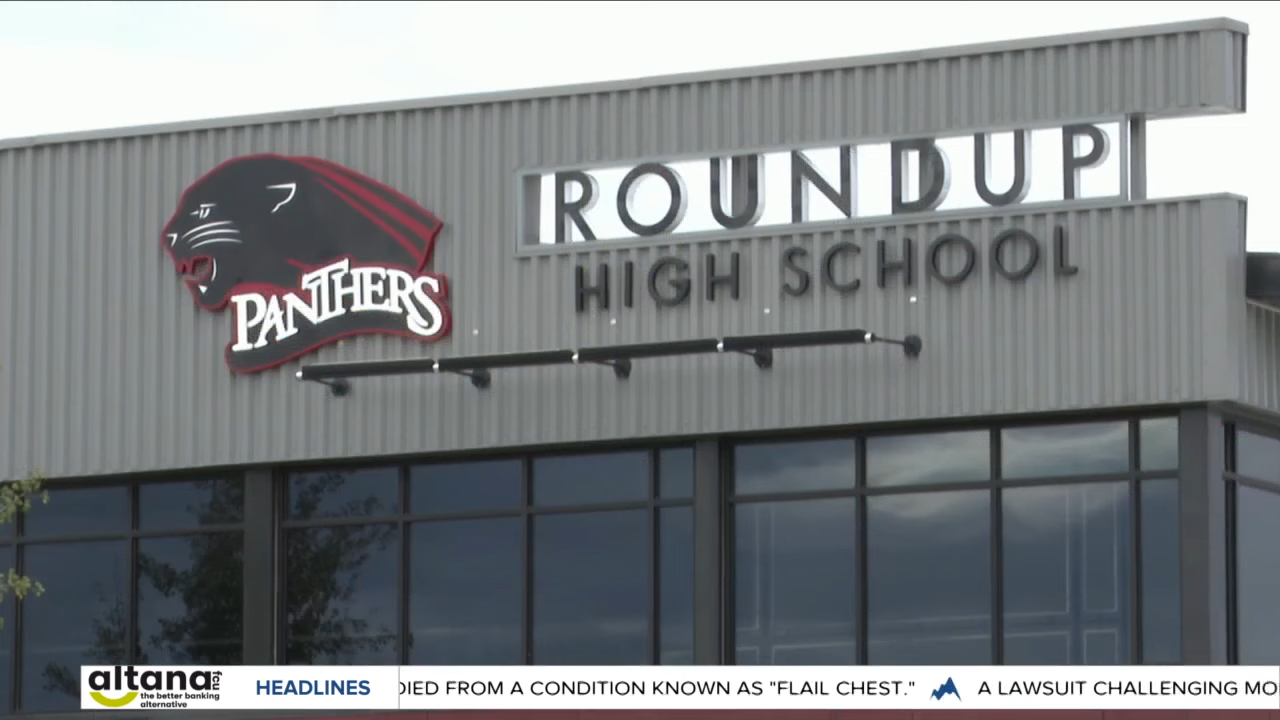 ROUNDUP
HIGH SCHOOL
PANTHERS
altana fcu
the better banking
alternative
HEADLINES
DIED FROM A CONDITION KNOWN AS "FLAIL CHEST." A LAWSUIT CHALLENGING MO